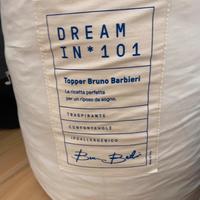 DREAM
IN*101
Topper Bruno Barbieri
La ricetta perfetta
per un riposo da sogno.
TRASPIRANTE
CONFORTEVOLE
IPOALLERGENICO